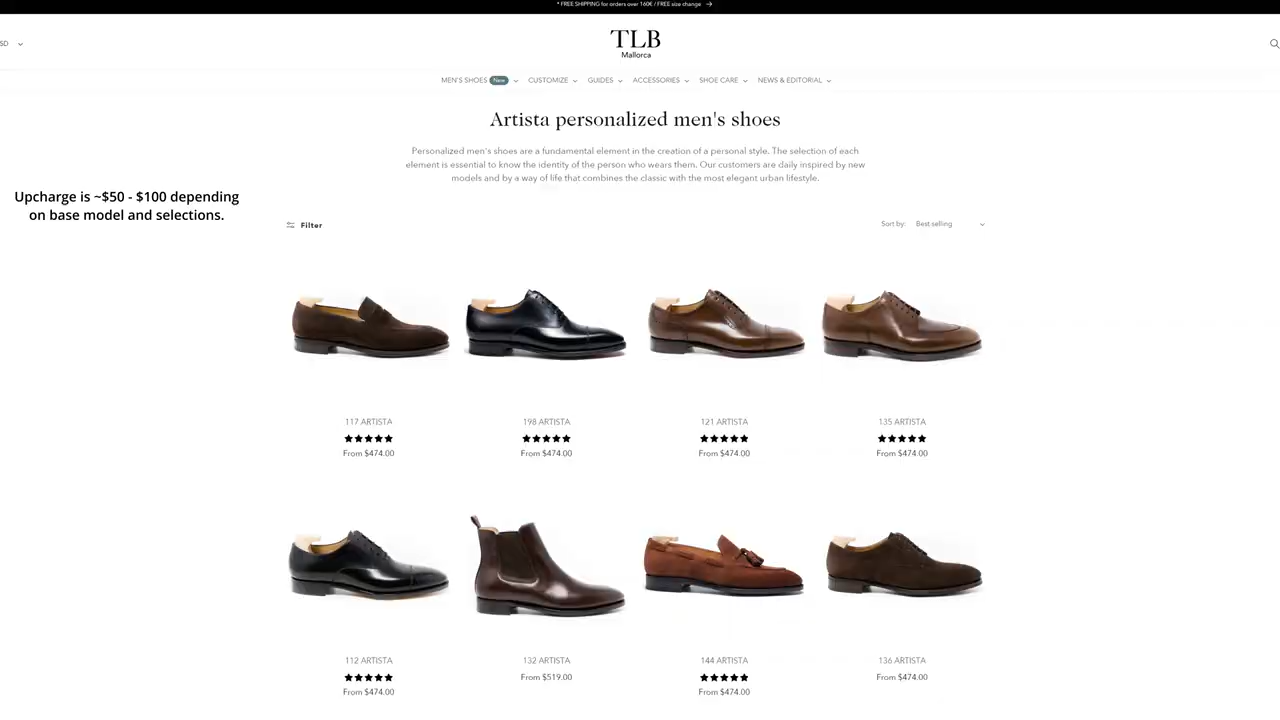 * FREE SHIPPING for orders over 160€ / FREE size change →
SD
TLB
Mallorca
MEN'S SHOES New CUSTOMIZE GUIDES ACCESSORIES SHOE CARE NEWS & EDITORIAL
Artista personalized men's shoes
Personalized men's shoes are a fundamental element in the creation of a personal style. The selection of each
element is essential to know the identity of the person who wears them. Our customers are daily inspired by new
models and by a way of life that combines the classic with the most elegant urban lifestyle.
Upcharge is ~$50 - $100 depending
on base model and selections.
Filter
Sort by: Best selling
117 ARTISTA 198 ARTISTA 121 ARTISTA 135 ARTISTA
From $474.00 From $474.00 From $474.00 From $474.00
112 ARTISTA 132 ARTISTA 144 ARTISTA 136 ARTISTA
From $519.00 From $474.00
From $474.00 From $474.00